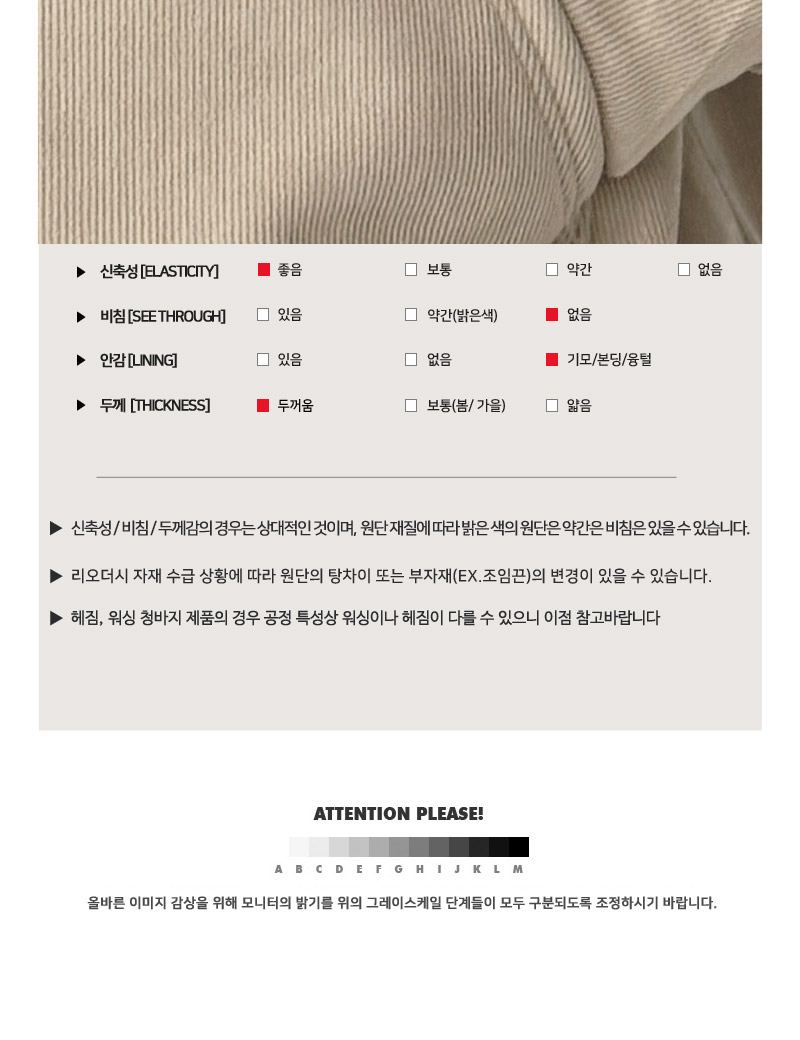 ▶ 신축성 [ELASTICITY] 좋음 보통 약간 없음
▶ 비침 [SEE THROUGH] 있음 약간(밝은색) 없음
▶ 안감 [LINING] 있음 없음 기모/본딩/융털
▶ 두께 [THICKNESS] 두꺼움 보통(봄/ 가을) 얇음
▶ 신축성 / 비침 / 두께감의 경우는 상대적인 것이며, 원단 재질에 따라 밝은 색의 원단은 약간은 비침은 있을 수 있습니다.
▶ 리오더시 자재 수급 상황에 따라 원단의 탕차이 또는 부자재(EX.조임끈)의 변경이 있을 수 있습니다.
▶ 헤짐, 워싱 청바지 제품의 경우 공정 특성상 워싱이나 헤짐이 다를 수 있으니 이점 참고바랍니다
ATTENTION PLEASE!
A B C D E F G H I J K L M
올바른 이미지 감상을 위해 모니터의 밝기를 위의 그레이스케일 단계들이 모두 구분되도록 조정하시기 바랍니다.